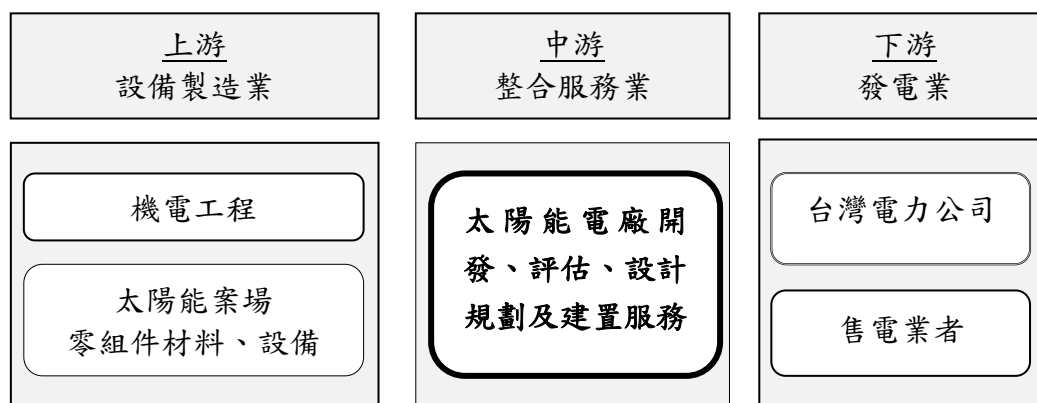 上游
設備製造業
機電工程
太陽能案場
零組件材料、設備
中游
整合服務業
太陽能電廠開
發、評估、設計
規劃及建置服務
下游
發電業
台灣電力公司
售電業者